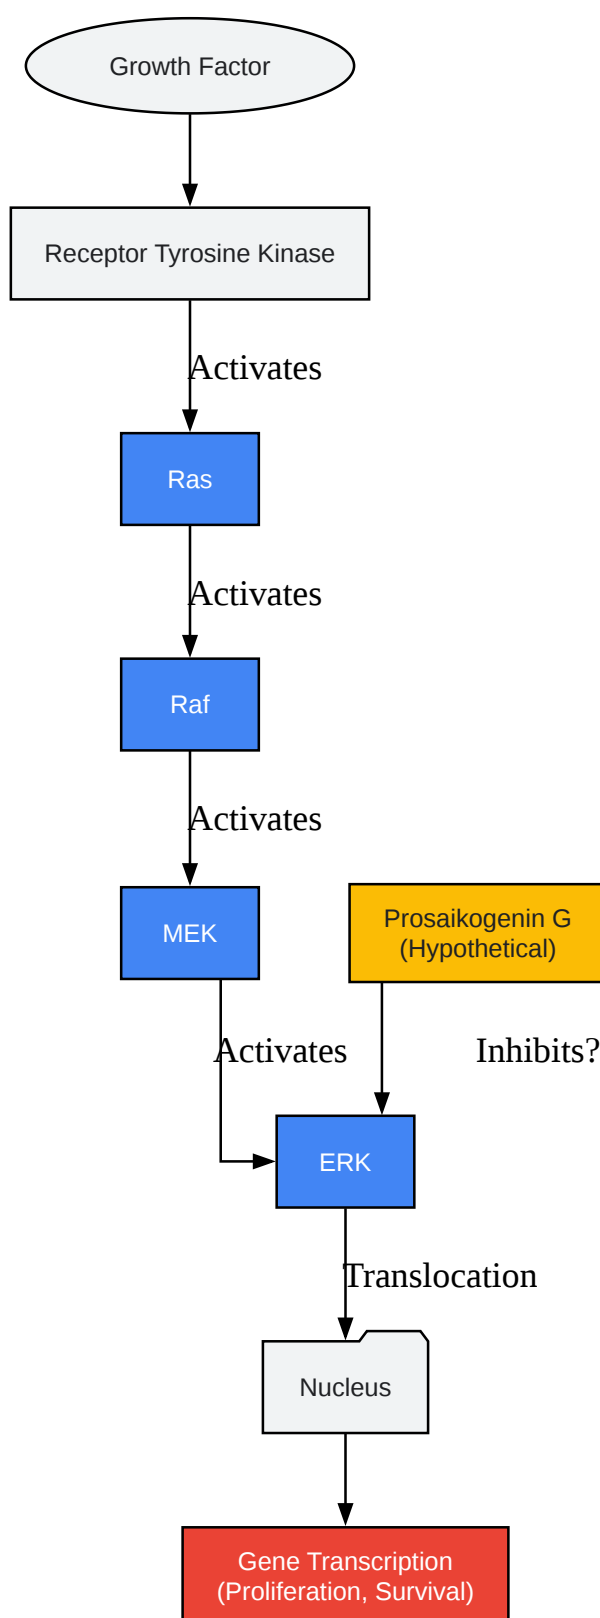 Growth Factor
Receptor Tyrosine Kinase
Activates
Ras
Activates
Raf
Activates
MEK
Prosaikogenin G
(Hypothetical)
Activates
Inhibits?
ERK
Translocation
Nucleus
Gene Transcription
(Proliferation, Survival)